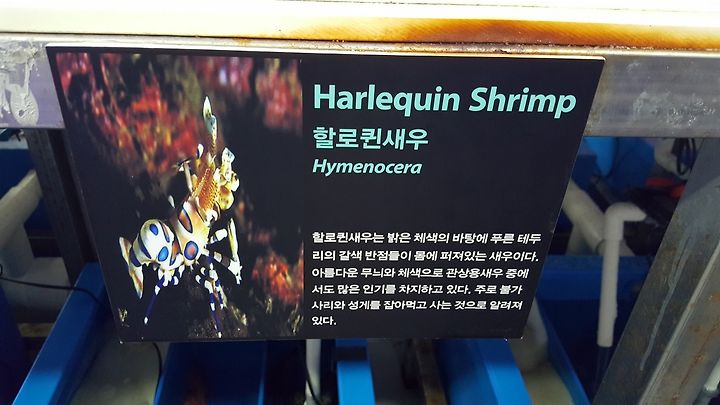 Harlequin Shrimp
할로퀸새우
Hymenocera
할로퀸새우는 밝은 체색의 바탕에 푸른 테두
리의 갈색 반점들이 몸에 퍼져있는 새우이다.
아름다운 무늬와 체색으로 관상용새우 중에
서도 많은 인기를 차지하고 있다. 주로 불가
사리와 성게를 잡아먹고 사는 것으로 알려져
있다.